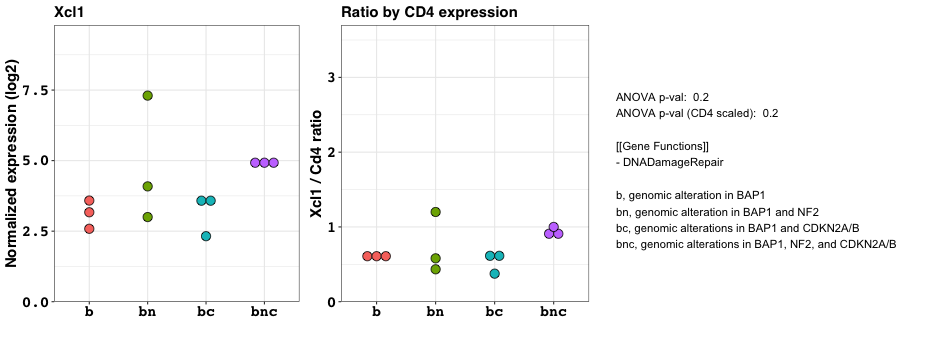 Xcl1
Normalized expression (log2)
7.5
5.0
2.5
0.0
b bn bc bnc
Ratio by CD4 expression
Xcl1 / Cd4 ratio
3
2
1
0
b bn bc bnc
ANOVA p-val: 0.2
ANOVA p-val (CD4 scaled): 0.2
[[Gene Functions]]
- DNADamageRepair
b, genomic alteration in BAP1
bn, genomic alteration in BAP1 and NF2
bc, genomic alterations in BAP1 and CDKN2A/B
bnc, genomic alterations in BAP1, NF2, and CDKN2A/B